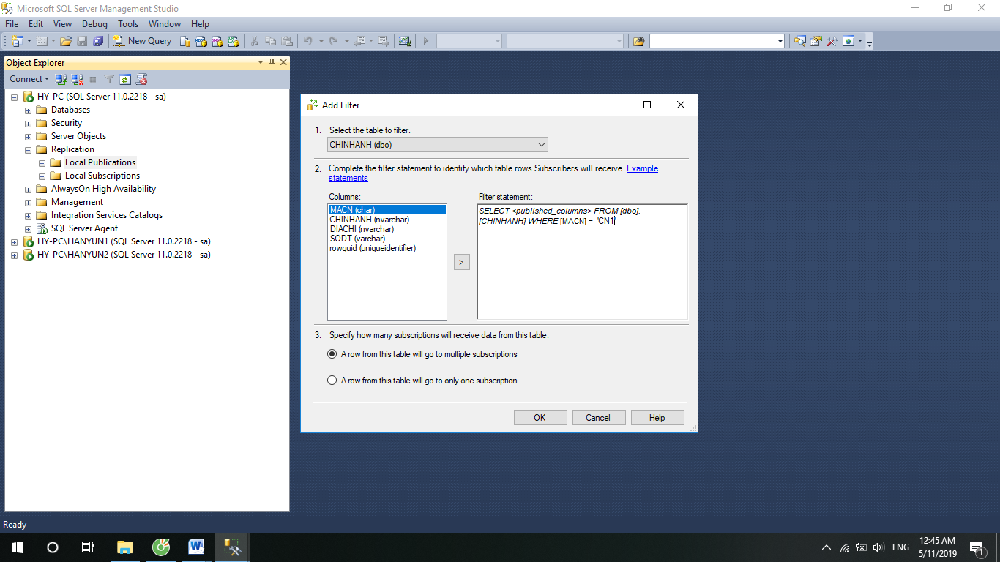 Microsoft SQL Server Management Studio
File Edit View Debug Tools Window Help
New Query
Object Explorer
Connect
HY-PC (SQL Server 11.0.2218 - sa)
Databases
Security
Server Objects
Replication
Local Publications
Local Subscriptions
AlwaysOn High Availability
Management
Integration Services Catalogs
SQL Server Agent
HY-PC\HANYUN1 (SQL Server 11.0.2218 - sa)
HY-PC\HANYUN2 (SQL Server 11.0.2218 - sa)
Add Filter
1. Select the table to filter.
CHINHANH (dbo)
2. Complete the filter statement to identify which table rows Subscribers will receive. Example
statements
Columns:
MACN (char)
CHINHANH (nvarchar)
DIACHI (nvarchar)
SODT (varchar)
rowguid (uniqueidentifier)
>
Filter statement:
SELECT <published_columns> FROM [dbo].
[CHINHANH] WHERE [MACN] = 'CN1
3. Specify how many subscriptions will receive data from this table.
A row from this table will go to multiple subscriptions
A row from this table will go to only one subscription
OK Cancel Help
Ready
ENG
12:45 AM
5/11/2019
1